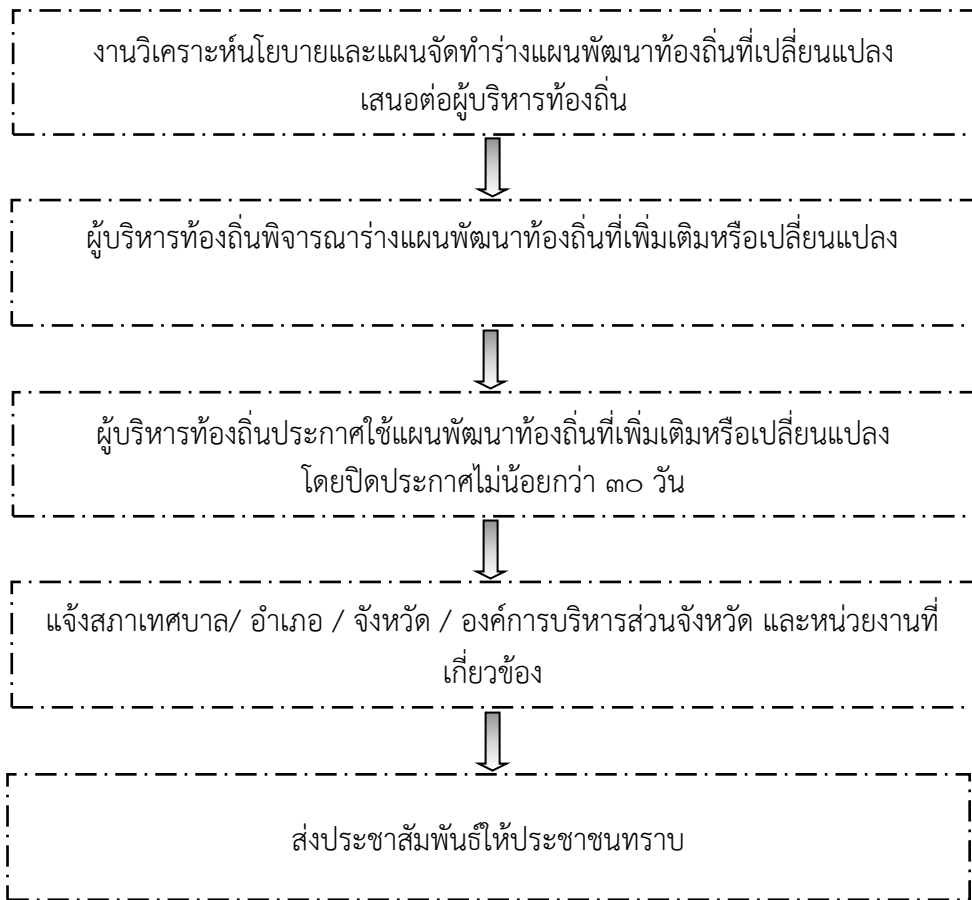 งานวิเคราะห์นโยบายและแผนจัดทำร่างแผนพัฒนาท้องถิ่นที่เปลี่ยนแปลง
เสนอต่อผู้บริหารท้องถิ่น
ผู้บริหารท้องถิ่นพิจารณาร่างแผนพัฒนาท้องถิ่นที่เพิ่มเติมหรือเปลี่ยนแปลง
ผู้บริหารท้องถิ่นประกาศใช้แผนพัฒนาท้องถิ่นที่เพิ่มเติมหรือเปลี่ยนแปลง
โดยปิดประกาศไม่น้อยกว่า ๓๐ วัน
แจ้งสภาเทศบาล/ อำเภอ / จังหวัด / องค์การบริหารส่วนจังหวัด และหน่วยงานที่
เกี่ยวข้อง
ส่งประชาสัมพันธ์ให้ประชาชนทราบ